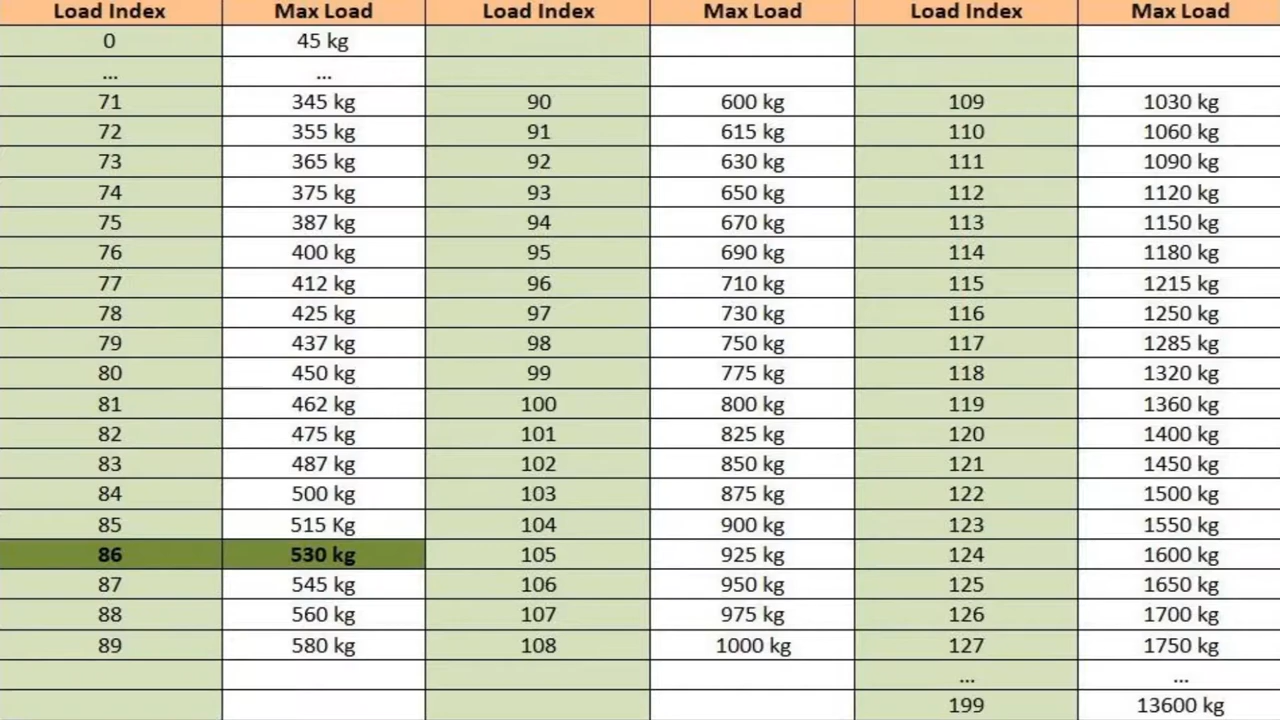 Load Index Max Load Load Index Max Load Load Index Max Load
0 45 kg
... ... 
71 345 kg 90 600 kg 109 1030 kg
72 355 kg 91 615 kg 110 1060 kg
73 365 kg 92 630 kg 111 1090 kg
74 375 kg 93 650 kg 112 1120 kg
75 387 kg 94 670 kg 113 1150 kg
76 400 kg 95 690 kg 114 1180 kg
77 412 kg 96 710 kg 115 1215 kg
78 425 kg 97 730 kg 116 1250 kg
79 437 kg 98 750 kg 117 1285 kg
80 450 kg 99 775 kg 118 1320 kg
81 462 kg 100 800 kg 119 1360 kg
82 475 kg 101 825 kg 120 1400 kg
83 487 kg 102 850 kg 121 1450 kg
84 500 kg 103 875 kg 122 1500 kg
85 515 Kg 104 900 kg 123 1550 kg
86 530 kg 105 925 kg 124 1600 kg
87 545 kg 106 950 kg 125 1650 kg
88 560 kg 107 975 kg 126 1700 kg
89 580 kg 108 1000 kg 127 1750 kg
... ...
199 13600 kg